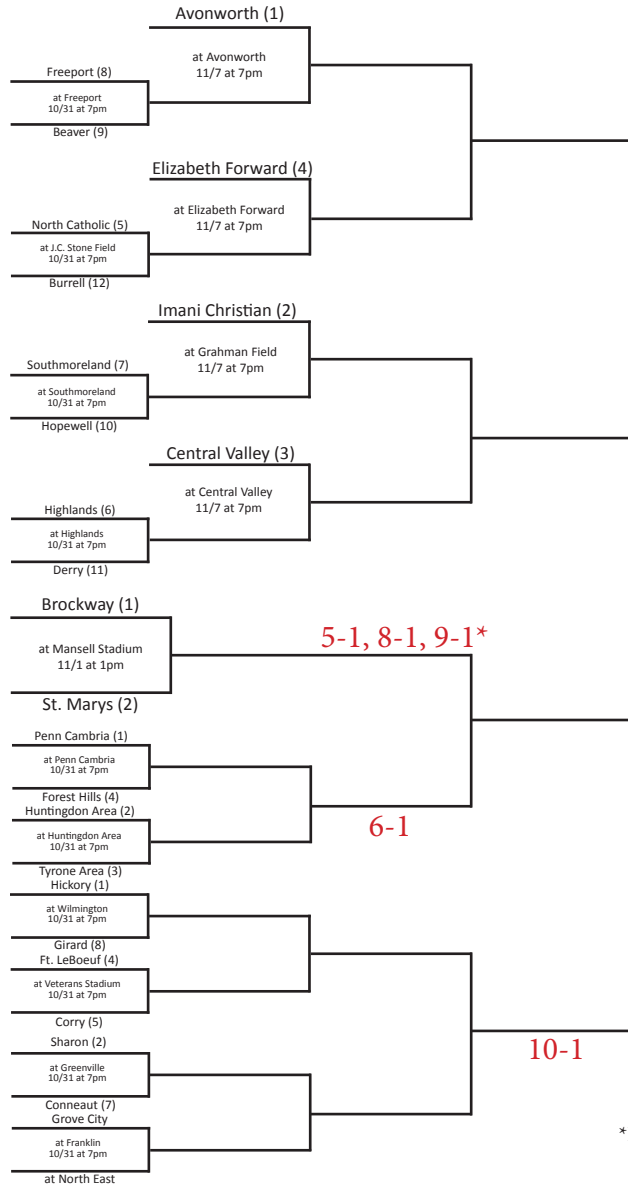 Avonworth (1)
at Avonworth
11/7 at 7pm
Freeport (8)
at Freeport
10/31 at 7pm
Beaver (9)
Elizabeth Forward (4)
at Elizabeth Forward
11/7 at 7pm
North Catholic (5)
at J.C. Stone Field
10/31 at 7pm
Burrell (12)
Imani Christian (2)
at Grahman Field
11/7 at 7pm
Southmoreland (7)
at Southmoreland
10/31 at 7pm
Hopewell (10)
Central Valley (3)
at Central Valley
11/7 at 7pm
Highlands (6)
at Highlands
10/31 at 7pm
Derry (11)
Brockway (1)
at Mansell Stadium
11/1 at 1pm
St. Marys (2)
5-1, 8-1, 9-1*
Penn Cambria (1)
at Penn Cambria
10/31 at 7pm
Forest Hills (4)
Huntingdon Area (2)
at Huntingdon Area
10/31 at 7pm
Tyrone Area (3)
6-1
Hickory (1)
at Wilmington
10/31 at 7pm
Girard (8)
Ft. LeBoeuf (4)
at Veterans Stadium
10/31 at 7pm
Corry (5)
Sharon (2)
at Greenville
10/31 at 7pm
Conneaut (7)
Grove City
at Franklin
10/31 at 7pm
at North East
10-1
*